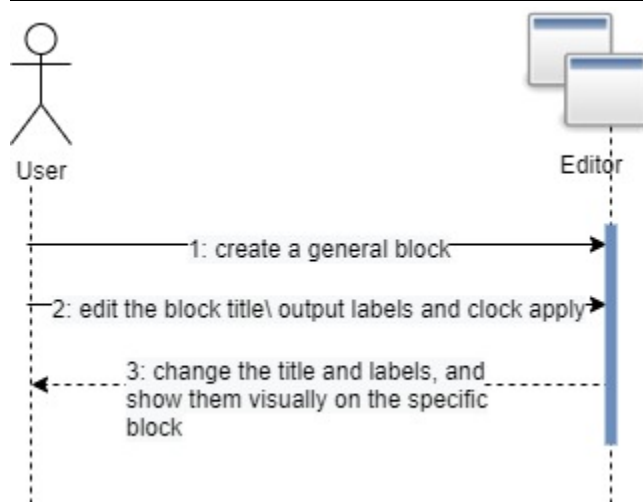 User
Editor
1: create a general block
2: edit the block title\ output labels and clock apply
3: change the title and labels, and
show them visually on the specific
block